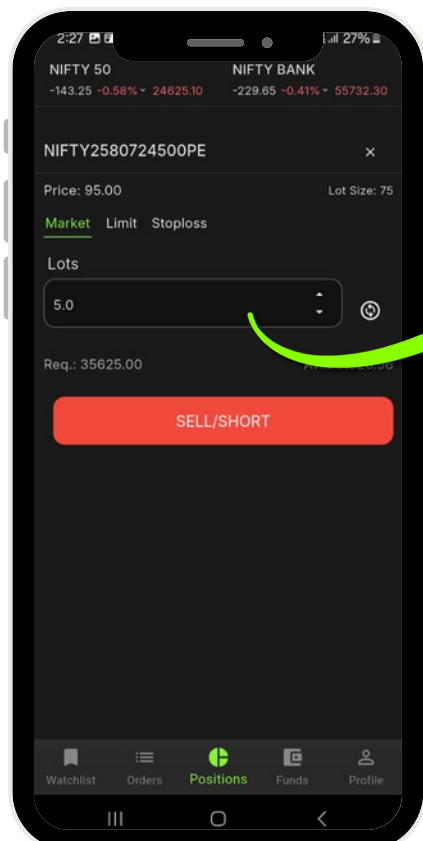 2:27 27%
NIFTY 50 NIFTY BANK
-143.25 -0.58% 24625.10 -229.65 -0.41% 55732.30
NIFTY2580724500PE ×
Price: 95.00 Lot Size: 75
Market Limit Stoploss
Lots
5.0
Req.: 35625.00
SELL/SHORT
Watchlist Orders Positions Funds Profile